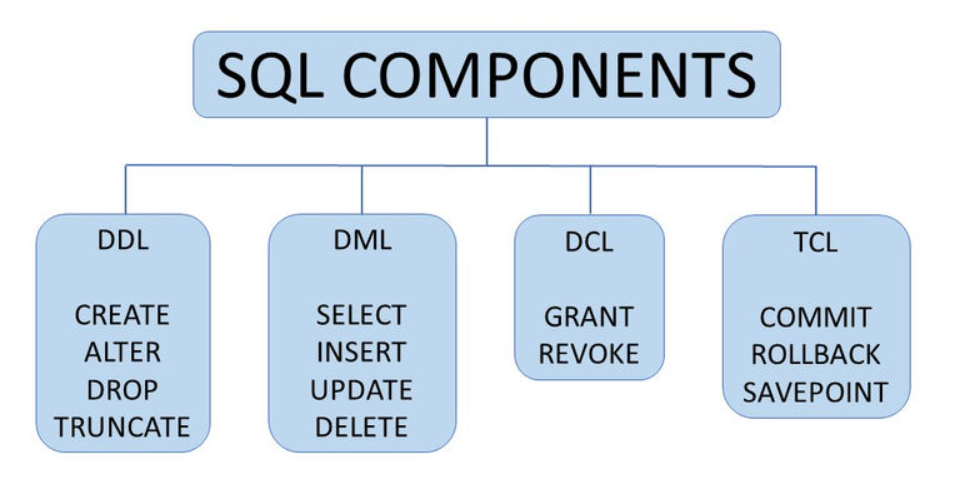 SQL COMPONENTS
DDL
CREATE
ALTER
DROP
TRUNCATE
DML
SELECT
INSERT
UPDATE
DELETE
DCL
GRANT
REVOKE
TCL
COMMIT
ROLLBACK
SAVEPOINT